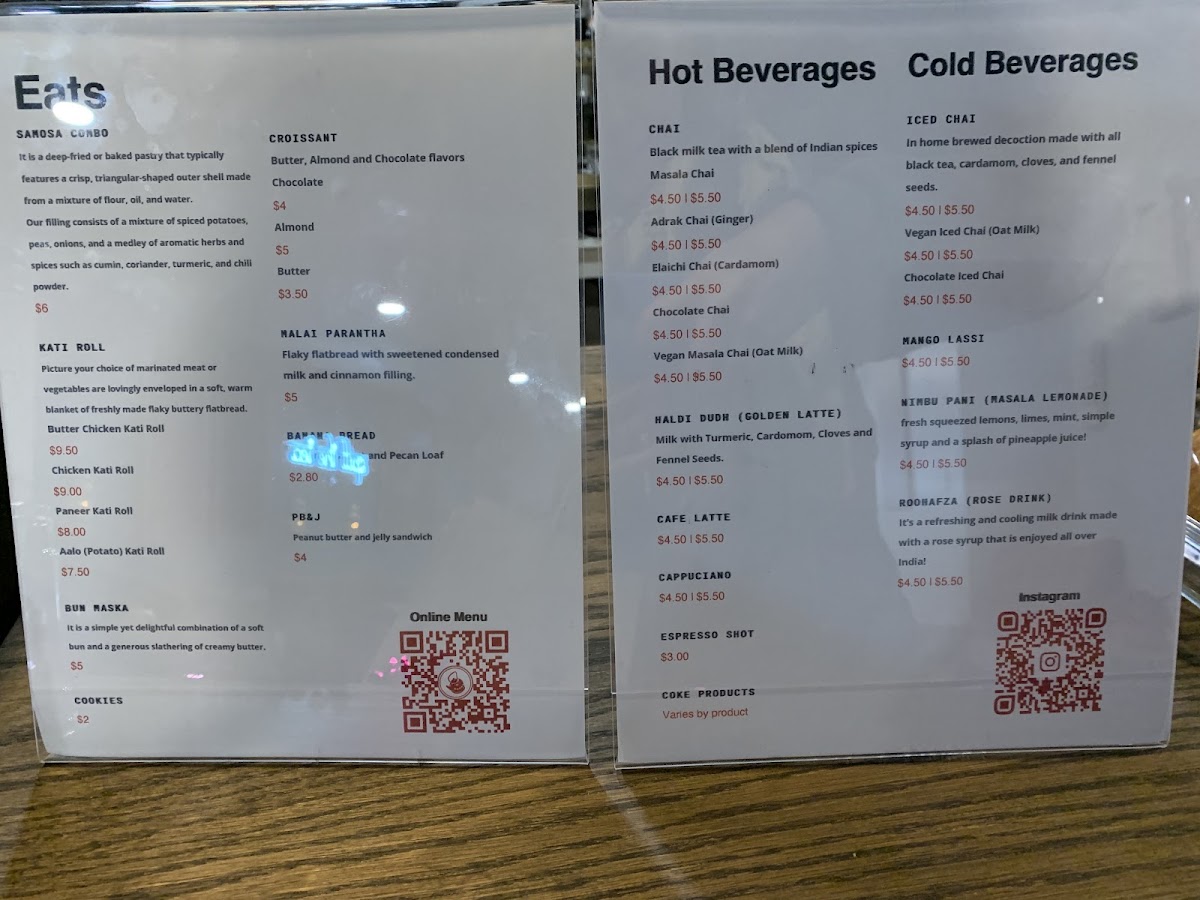 Eats
SAMOSA COMBO
It is a deep-fried or baked pastry that typically
features a crisp, triangular-shaped outer shell made
from a mixture of flour, oil, and water.
Our filling consists of a mixture of spiced potatoes,
peas, onions, and a medley of aromatic herbs and
spices such as cumin, coriander, turmeric, and chili
powder.
$6
KATI ROLL
Picture your choice of marinated meat or
vegetables are lovingly enveloped in a soft, warm
blanket of freshly made flaky buttery flatbread.
Butter Chicken Kati Roll
$9.50
Chicken Kati Roll
$9.00
Paneer Kati Roll
$8.00
Aalo (Potato) Kati Roll
$7.50
BUN MASKA
It is a simple yet delightful combination of a soft
bun and a generous slathering of creamy butter.
$5
COOKIES
$2
CROISSANT
Butter, Almond and Chocolate flavors
Chocolate
$4
Almond
$5
Butter
$3.50
MALAI PARANTHA
Flaky flatbread with sweetened condensed
milk and cinnamon filling.
$5
BREAD
and Pecan Loaf
$2.80
PB&J
Peanut butter and jelly sandwich
$4
Online Menu
Hot Beverages
CHAI
Black milk tea with a blend of Indian spices
Masala Chai
$4.50 | $5.50
Adrak Chai (Ginger)
$4.50 | $5.50
Elaichi Chai (Cardamom)
$4.50 | $5.50
Chocolate Chai
$4.50 | $5.50
Vegan Masala Chai (Oat Milk)
$4.50 | $5.50
HALDI DUDH (GOLDEN LATTE)
Milk with Turmeric, Cardomom, Cloves and
Fennel Seeds.
$4.50 | $5.50
CAFE LATTE
$4.50 | $5.50
CAPPUCIANO
$4.50 | $5.50
ESPRESSO SHOT
$3.00
COKE PRODUCTS
Varies by product
Cold Beverages
ICED CHAI
In home brewed decoction made with all
black tea, cardamom, cloves, and fennel
seeds.
$4.50 | $5.50
Vegan Iced Chai (Oat Milk)
$4.50 | $5.50
Chocolate Iced Chai
$4.50 | $5.50
MANGO LASSI
$4.50 | $5.50
NIMBU PANI (MASALA LEMONADE)
fresh squeezed lemons, limes, mint, simple
syrup and a splash of pineapple juice!
$4.50 | $5.50
ROOHAFZA (ROSE DRINK)
It's a refreshing and cooling milk drink made
with a rose syrup that is enjoyed all over
India!
$4.50 | $5.50
Instagram